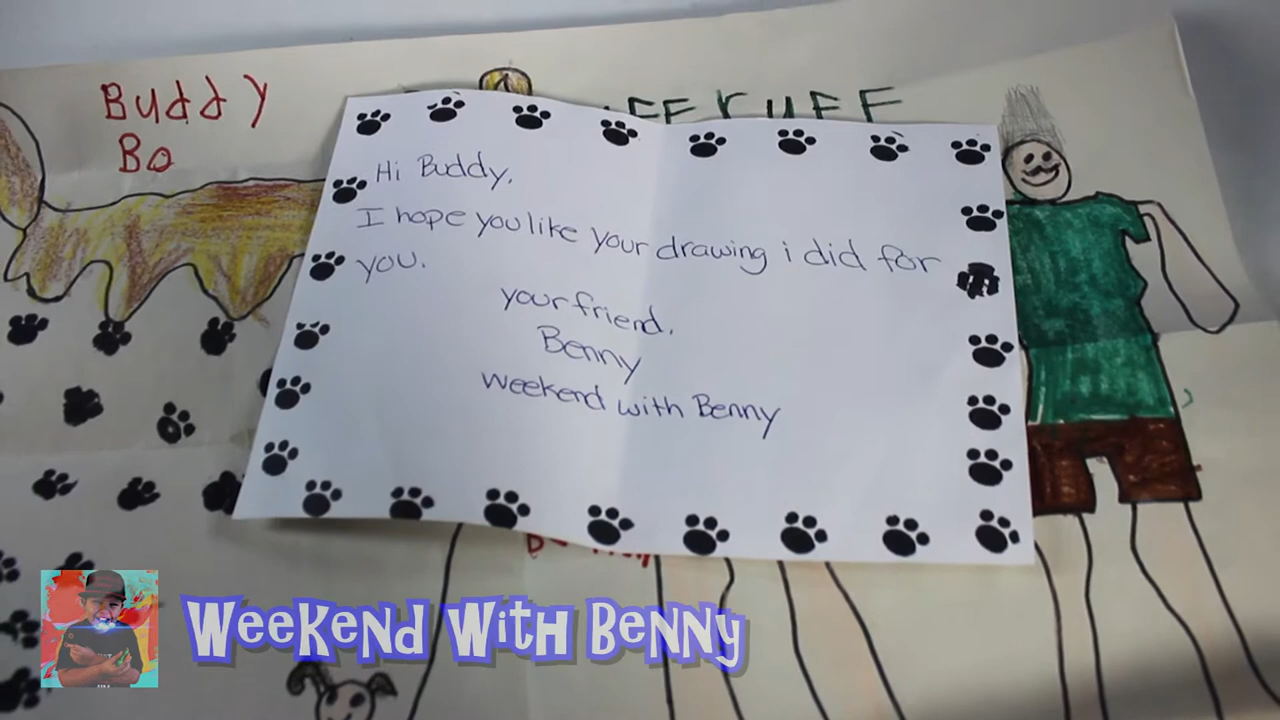 Buddy
Bo
FFRUFF
Hi Buddy,
I hope you like your drawing i did for
you.
your friend,
Benny
weekend with Benny
Weekend With Benny